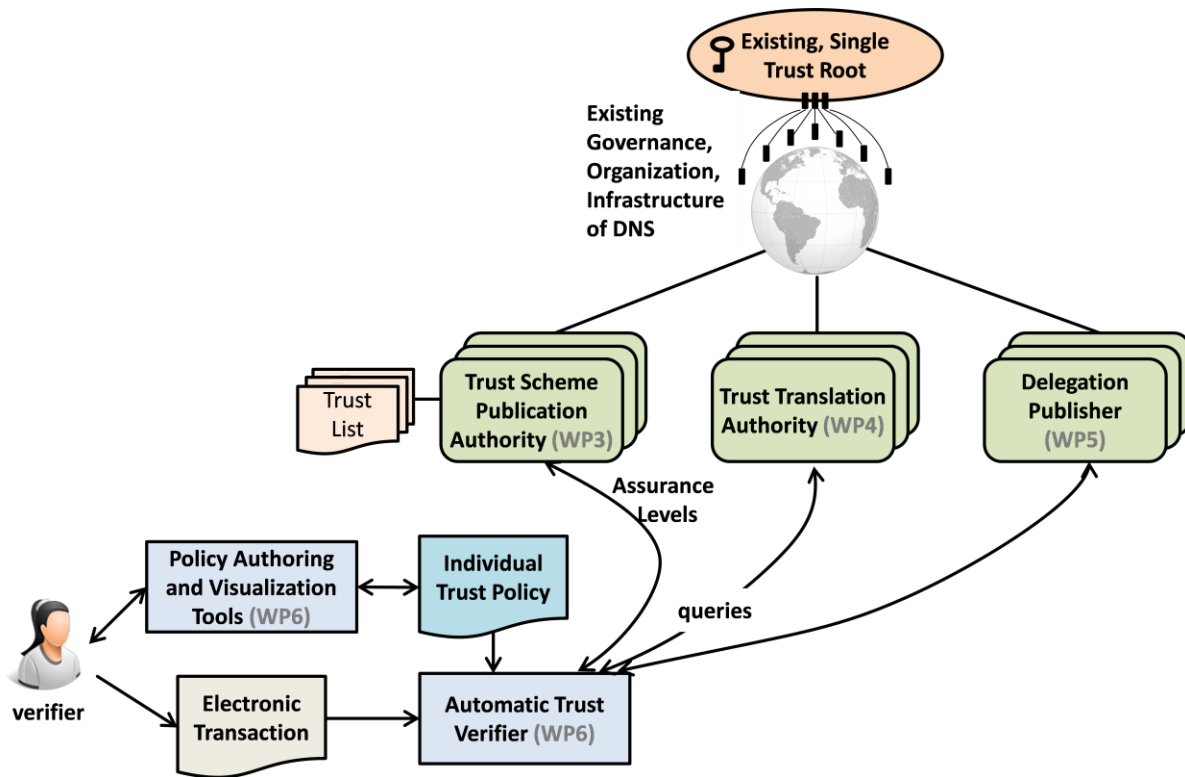 Existing, Single
Trust Root
Existing
Governance,
Organization,
Infrastructure
of DNS
Trust
List
Trust Scheme
Publication
Authority (WP3)
Trust Translation
Authority (WP4)
Delegation
Publisher
(WP5)
Assurance
Levels
queries
Policy Authoring
and Visualization
Tools (WP6)
Individual
Trust Policy
verifier
Electronic
Transaction
Automatic Trust
Verifier (WP6)